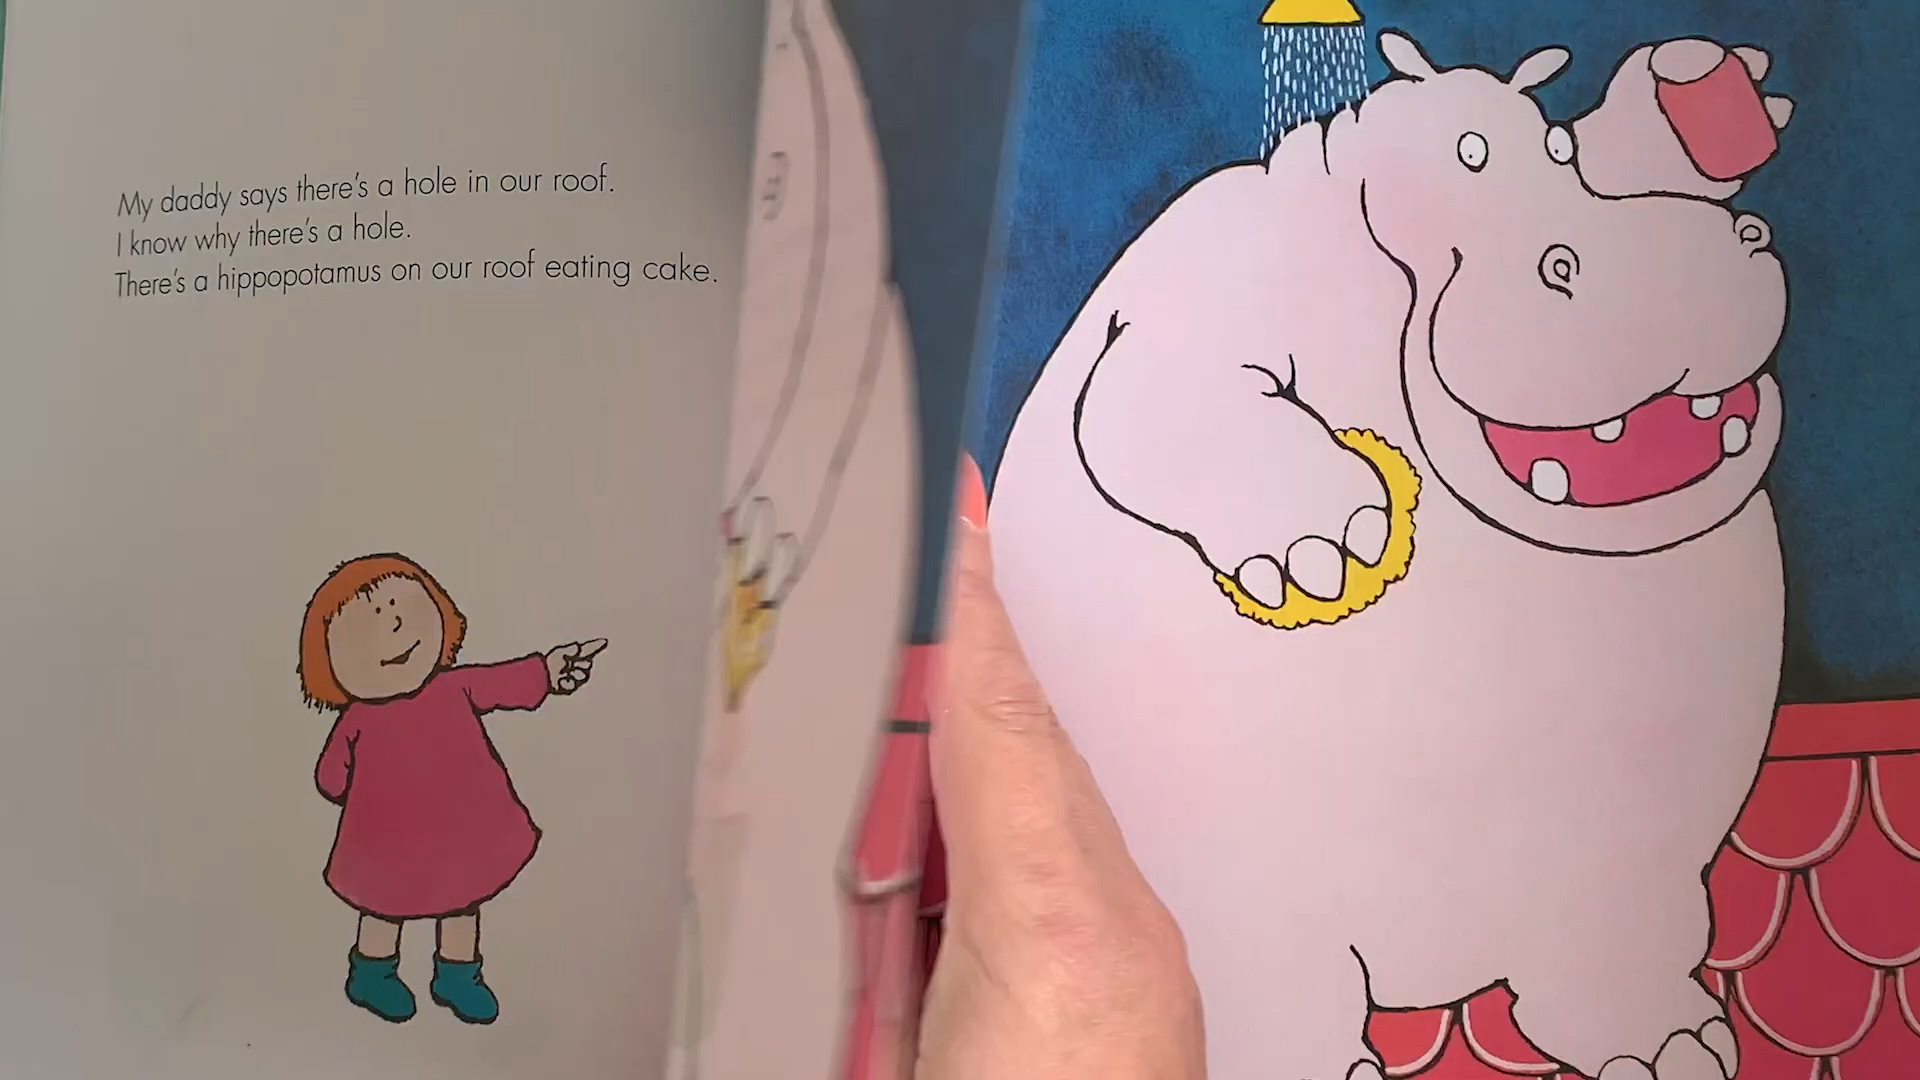 My daddy says there's a hole in our roof.
I know why there's a hole.
There's a hippopotamus on our roof eating cake.